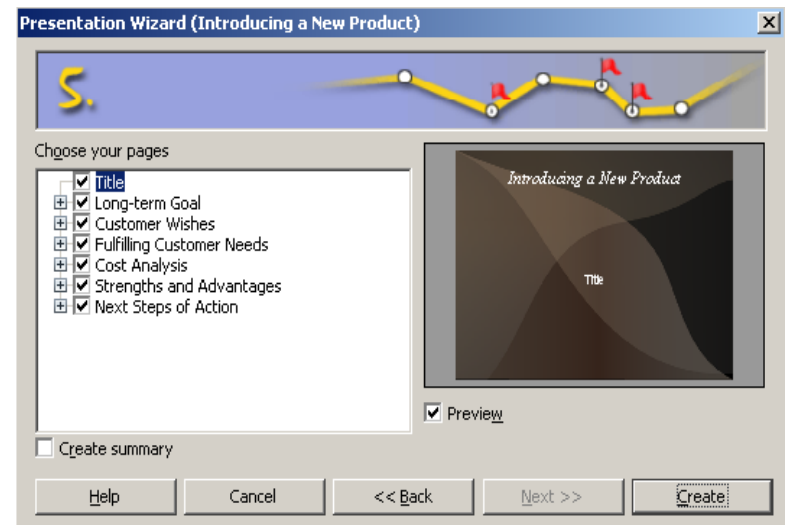 Presentation Wizard (Introducing a New Product)
5.
Choose your pages
Title
Long-term Goal
Customer Wishes
Fulfilling Customer Needs
Cost Analysis
Strengths and Advantages
Next Steps of Action
Introducing a New Product
Title
Preview
Create summary
Help
Cancel
<< Back
Next >>
Create